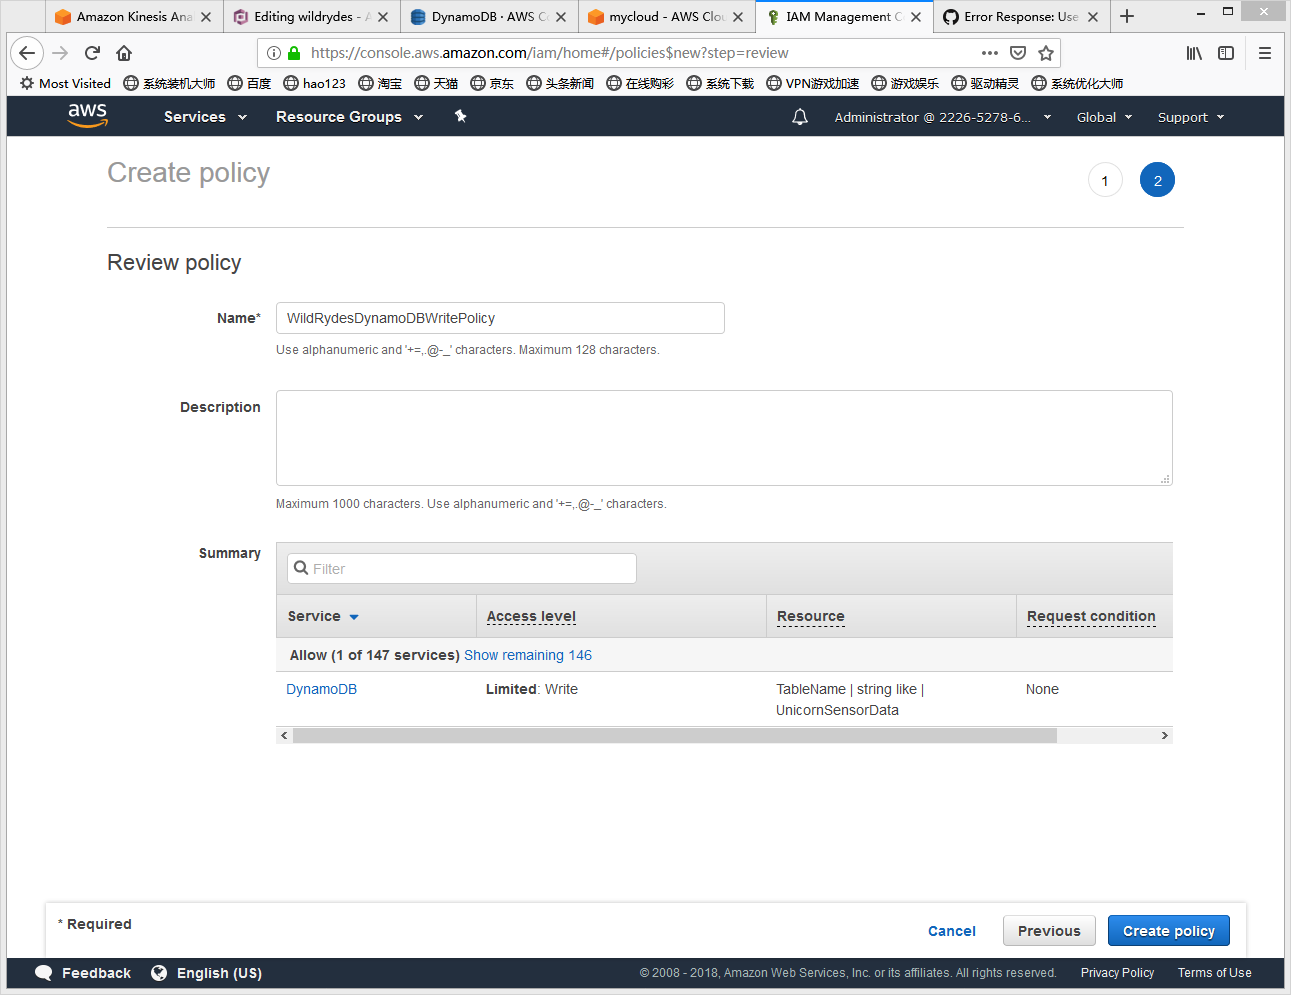 Amazon Kinesis Ana
Editing wildrydes - A
DynamoDB · AWS Co
mycloud - AWS Clou
IAM Management C
Error Response: Use
https://console.aws.amazon.com/iam/home#/policies$new?step=review
Most Visited 系统装机大师 百度 hao123 淘宝 天猫 京东 头条新闻 在线购彩 系统下载 VPN游戏加速 游戏娱乐 驱动精灵 系统优化大师
aws Services Resource Groups Administrator @ 2226-5278-6... Global Support
Create policy
1 2
Review policy
Name* WildRydesDynamoDBWritePolicy
Use alphanumeric and '+=,.@-_' characters. Maximum 128 characters.
Description
Maximum 1000 characters. Use alphanumeric and '+=,.@-_' characters.
Summary
Filter
Service Access level Resource Request condition
Allow (1 of 147 services) Show remaining 146
DynamoDB Limited: Write TableName | string like | None
UnicornSensorData
* Required
Cancel Previous Create policy
Feedback English (US) © 2008 - 2018, Amazon Web Services, Inc. or its affiliates. All rights reserved. Privacy Policy Terms of Use